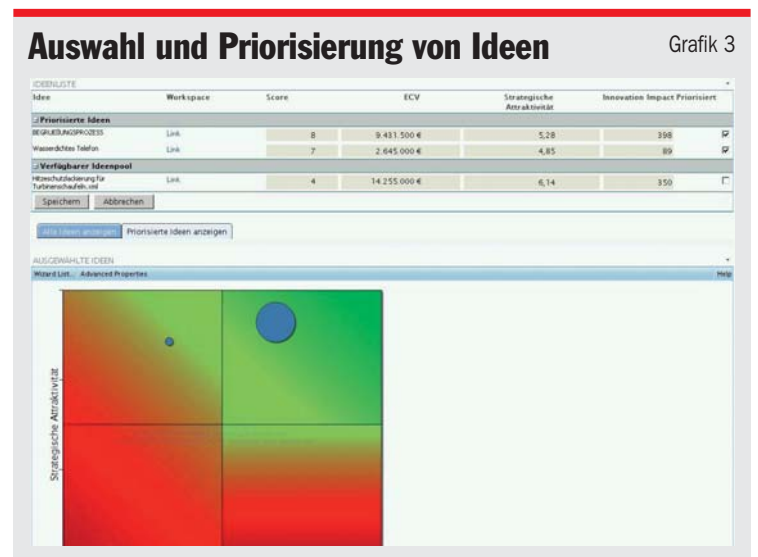 Auswahl und Priorisierung von Ideen Grafik 3
IDEENLISTE
Idee Workspace Score ECV Strategische Attraktivität Innovation Impact Priorisiert
Priorisierte Ideen
BEGRUEßUNGSPROZESS Link 8 9.431.500 € 5,28 398
Wasserdichtes Telefon Link 7 2.645.000 € 4,85 89
Verfügbarer Ideenpool
Hitzeschutzlackierung für Turbinenschaufeln.xml Link 4 14.255.000 € 6,14 350
Speichern Abbrechen
Alle Ideen anzeigen Priorisierte Ideen anzeigen
AUSGEWÄHLTE IDEEN
Wizard List... Advanced Properties Help
Strategische Attraktivität